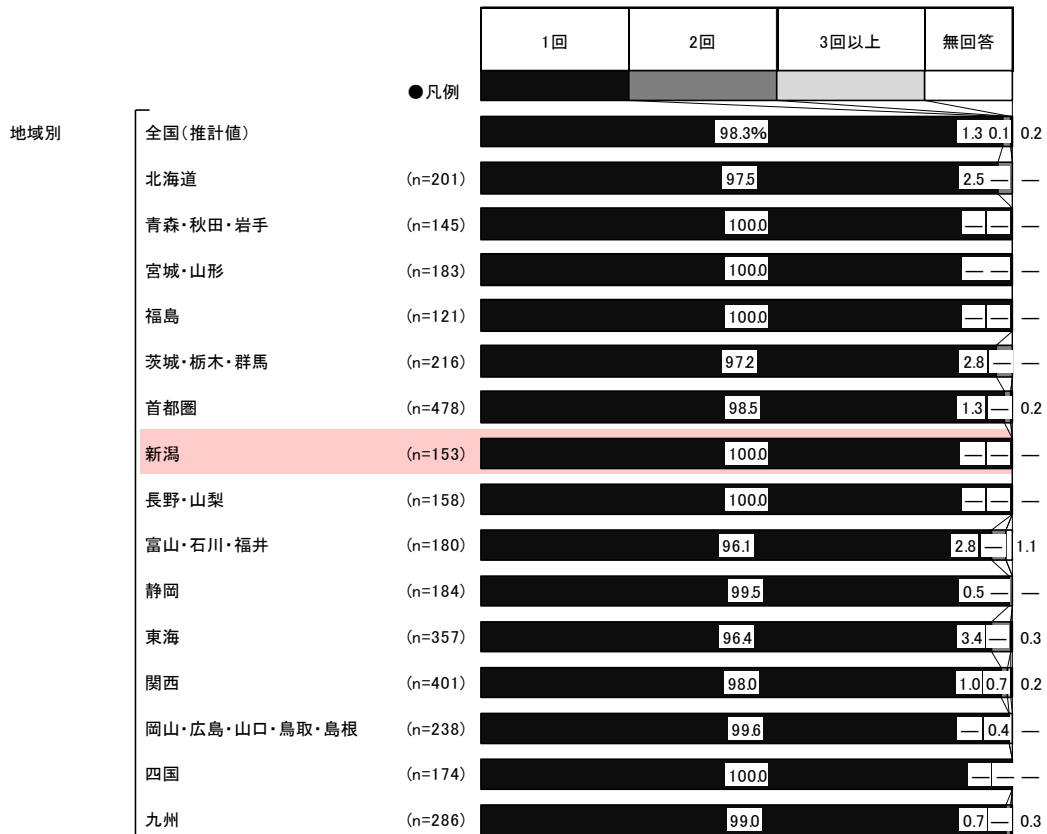 1回 2回 3回以上 無回答
●凡例
地域別 全国（推計値） 98.3% 1.3 0.1 0.2
北海道 (n=201) 97.5 2.5 — —
青森・秋田・岩手 (n=145) 100.0 — — —
宮城・山形 (n=183) 100.0 — — —
福島 (n=121) 100.0 — — —
茨城・栃木・群馬 (n=216) 97.2 2.8 — —
首都圏 (n=478) 98.5 1.3 — 0.2
新潟 (n=153) 100.0 — — —
長野・山梨 (n=158) 100.0 — — —
富山・石川・福井 (n=180) 96.1 2.8 — 1.1
静岡 (n=184) 99.5 0.5 — —
東海 (n=357) 96.4 3.4 — 0.3
関西 (n=401) 98.0 1.0 0.7 0.2
岡山・広島・山口・鳥取・島根 (n=238) 99.6 — 0.4 —
四国 (n=174) 100.0 — — —
九州 (n=286) 99.0 0.7 — 0.3